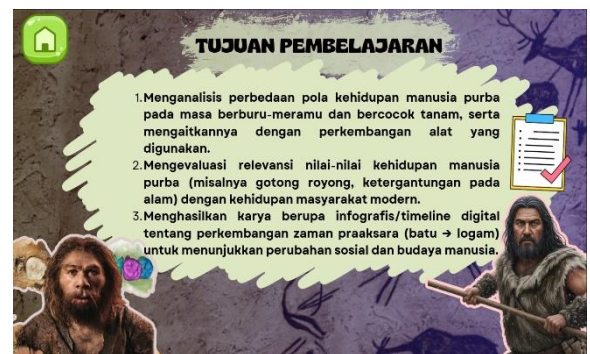 TUJUAN PEMBELAJARAN
1.Menganalisis perbedaan pola kehidupan manusia purba
pada masa berburu-meramu dan bercocok tanam, serta
mengaitkannya dengan perkembangan alat yang
digunakan.
2.Mengevaluasi relevansi nilai-nilai kehidupan manusia
purba (misalnya gotong royong, ketergantungan pada
alam) dengan kehidupan masyarakat modern.
3.Menghasilkan karya berupa infografis/timeline digital
tentang perkembangan zaman praaksara (batu → logam)
untuk menunjukkan perubahan sosial dan budaya manusia.